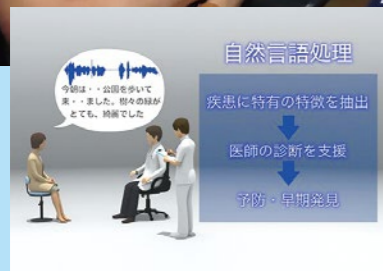 今朝は・・公園を歩いて
来・・ました。樹々の緑が
とても、綺麗でした
自然言語処理
疾患に特有の特徴を抽出
医師の診断を支援
予防・早期発見